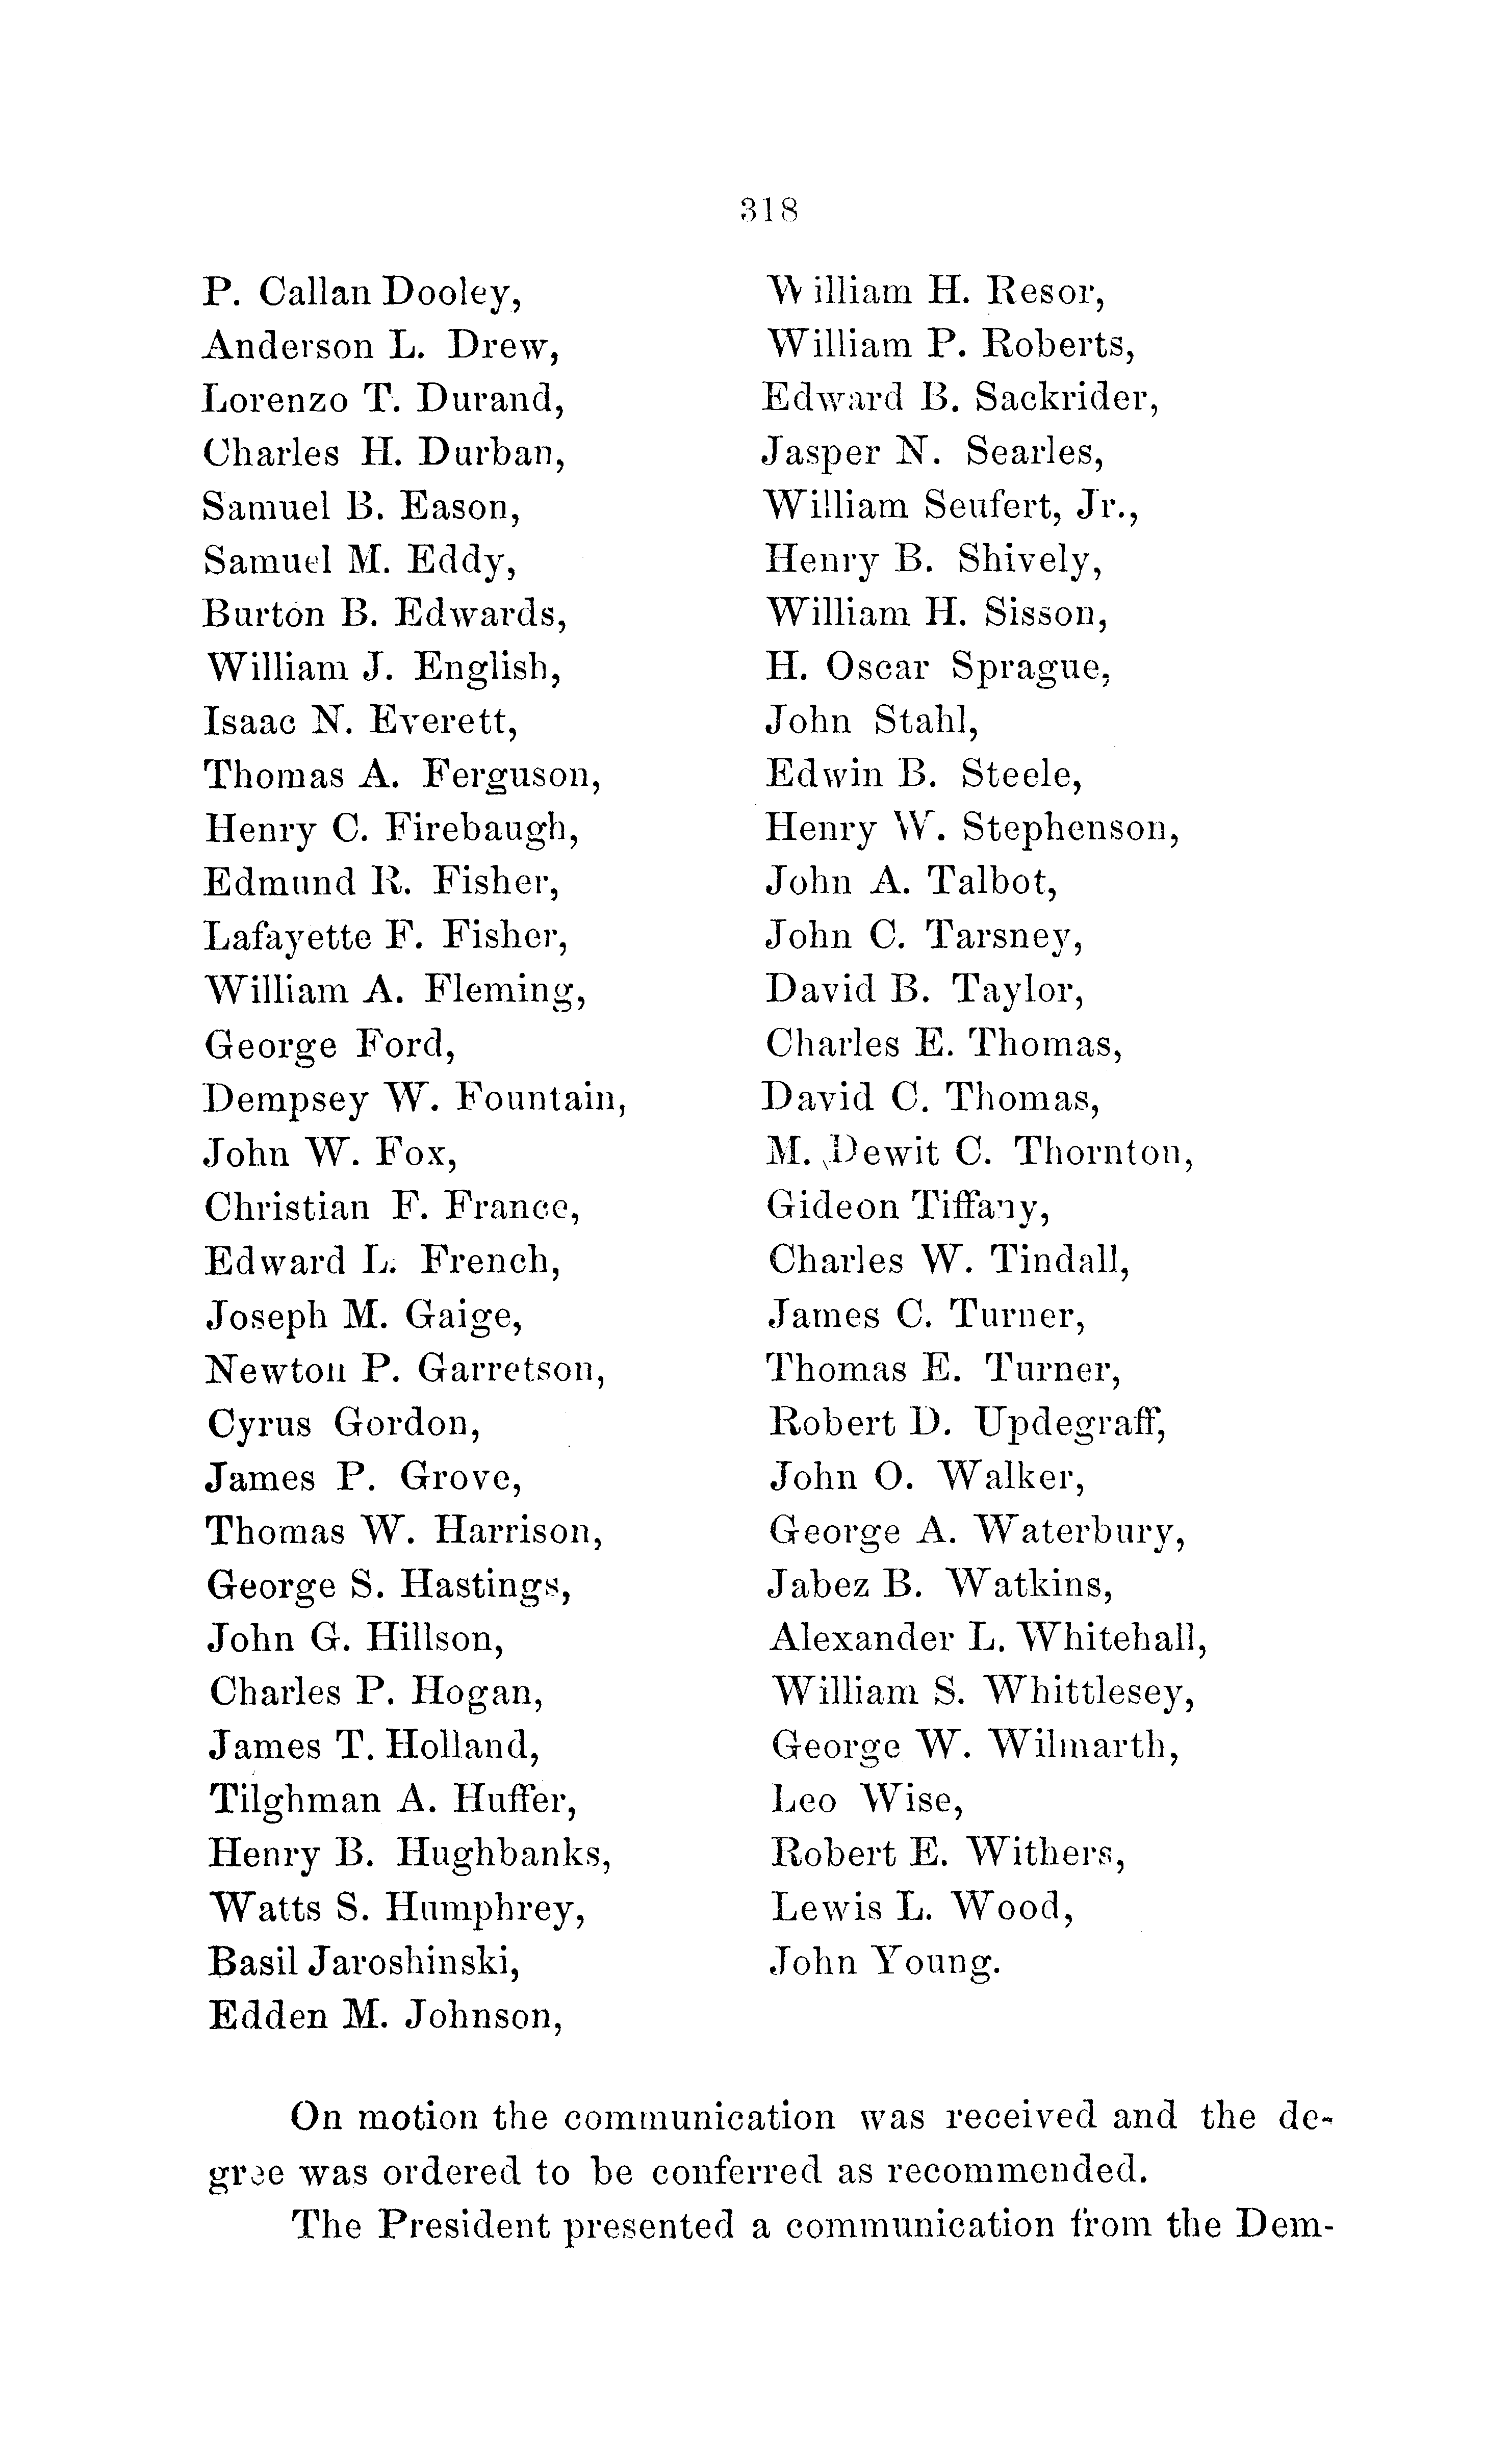 318
P. Callan Dooley,
Anderson L. Drew,
Lorenzo T. Durand,
Charles H. Durban,
Samuel B. Eason,
Samuel M. Eddy,
Burton B. Edwards,
William J. English,
Isaac N. Everett,
Thomas A. Ferguson,
Henry C. Firebaugh,
Edmund R. Fisher,
Lafayette F. Fisher,
William A. Fleming,
George Ford,
Dempsey W. Fountain,
John W. Fox,
Christian F. France,
Edward L. French,
Joseph M. Gaige,
Newton P. Garretson,
Cyrus Gordon,
James P. Grove,
Thomas W. Harrison,
George S. Hastings,
John G. Hillson,
Charles P. Hogan,
James T. Holland,
Tilghman A. Huffer,
Henry B. Hughbanks,
Watts S. Humphrey,
Basil Jaroshinski,
Edden M. Johnson,
William H. Resor,
William P. Roberts,
Edward B. Sackrider,
Jasper N. Searles,
William Seufert, Jr.,
Henry B. Shively,
William H. Sisson,
H. Oscar Sprague,
John Stahl,
Edwin B. Steele,
Henry W. Stephenson,
John A. Talbot,
John C. Tarsney,
David B. Taylor,
Charles E. Thomas,
David C. Thomas,
M. Dewit C. Thornton,
Gideon Tiffany,
Charles W. Tindall,
James C. Turner,
Thomas E. Turner,
Robert D. Updegraff,
John O. Walker,
George A. Waterbury,
Jabez B. Watkins,
Alexander L. Whitehall,
William S. Whittlesey,
George W. Wilmarth,
Leo Wise,
Robert E. Withers,
Lewis L. Wood,
John Young.
On motion the communication was received and the de-
gree was ordered to be conferred as recommended.
The President presented a communication from the Dem-